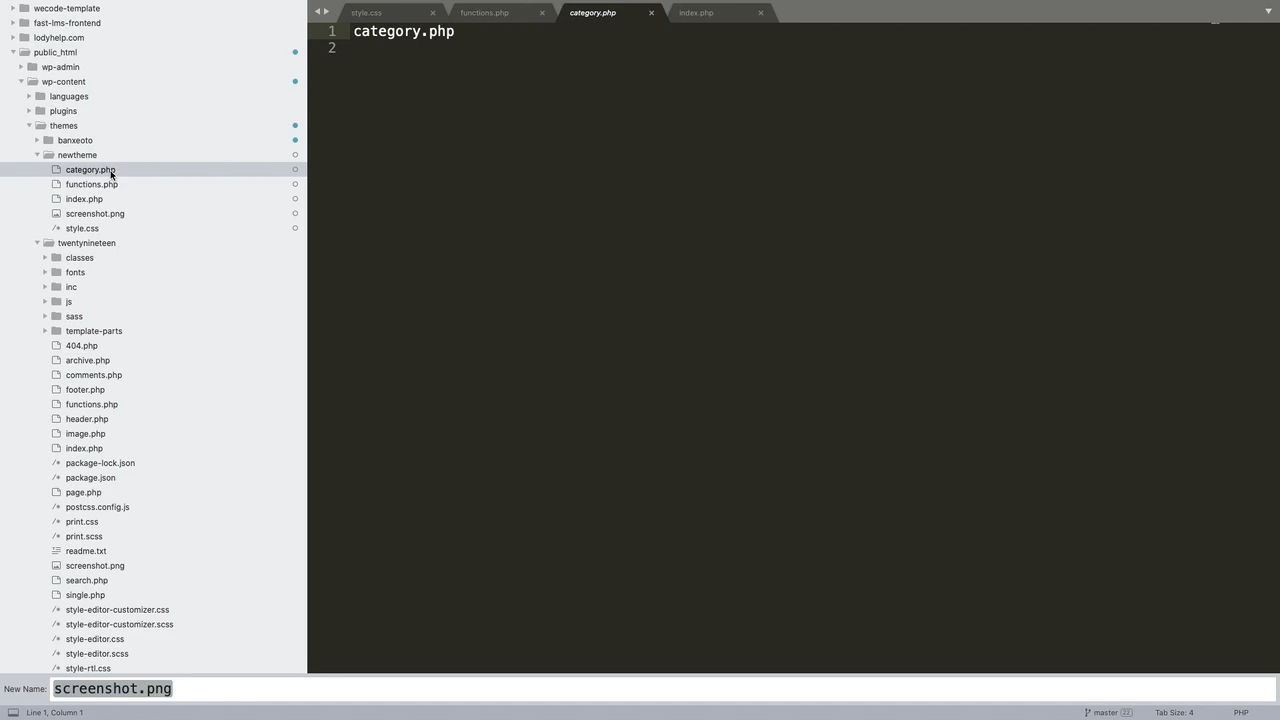 wecode-template
fast-lms-frontend
lodyhelp.com
public_html
wp-admin
wp-content
languages
plugins
themes
banxeoto
newtheme
category.php
functions.php
index.php
screenshot.png
style.css
twentynineteen
classes
fonts
inc
js
sass
template-parts
404.php
archive.php
comments.php
footer.php
functions.php
header.php
image.php
index.php
package-lock.json
package.json
page.php
postcss.config.js
print.css
print.scss
readme.txt
screenshot.png
search.php
single.php
style-editor-customizer.css
style-editor-customizer.scss
style-editor.css
style-editor.scss
style-rtl.css
style.css functions.php category.php index.php
1 category.php
2
New Name: screenshot.png
Line 1, Column 1 master 22 Tab Size: 4 PHP